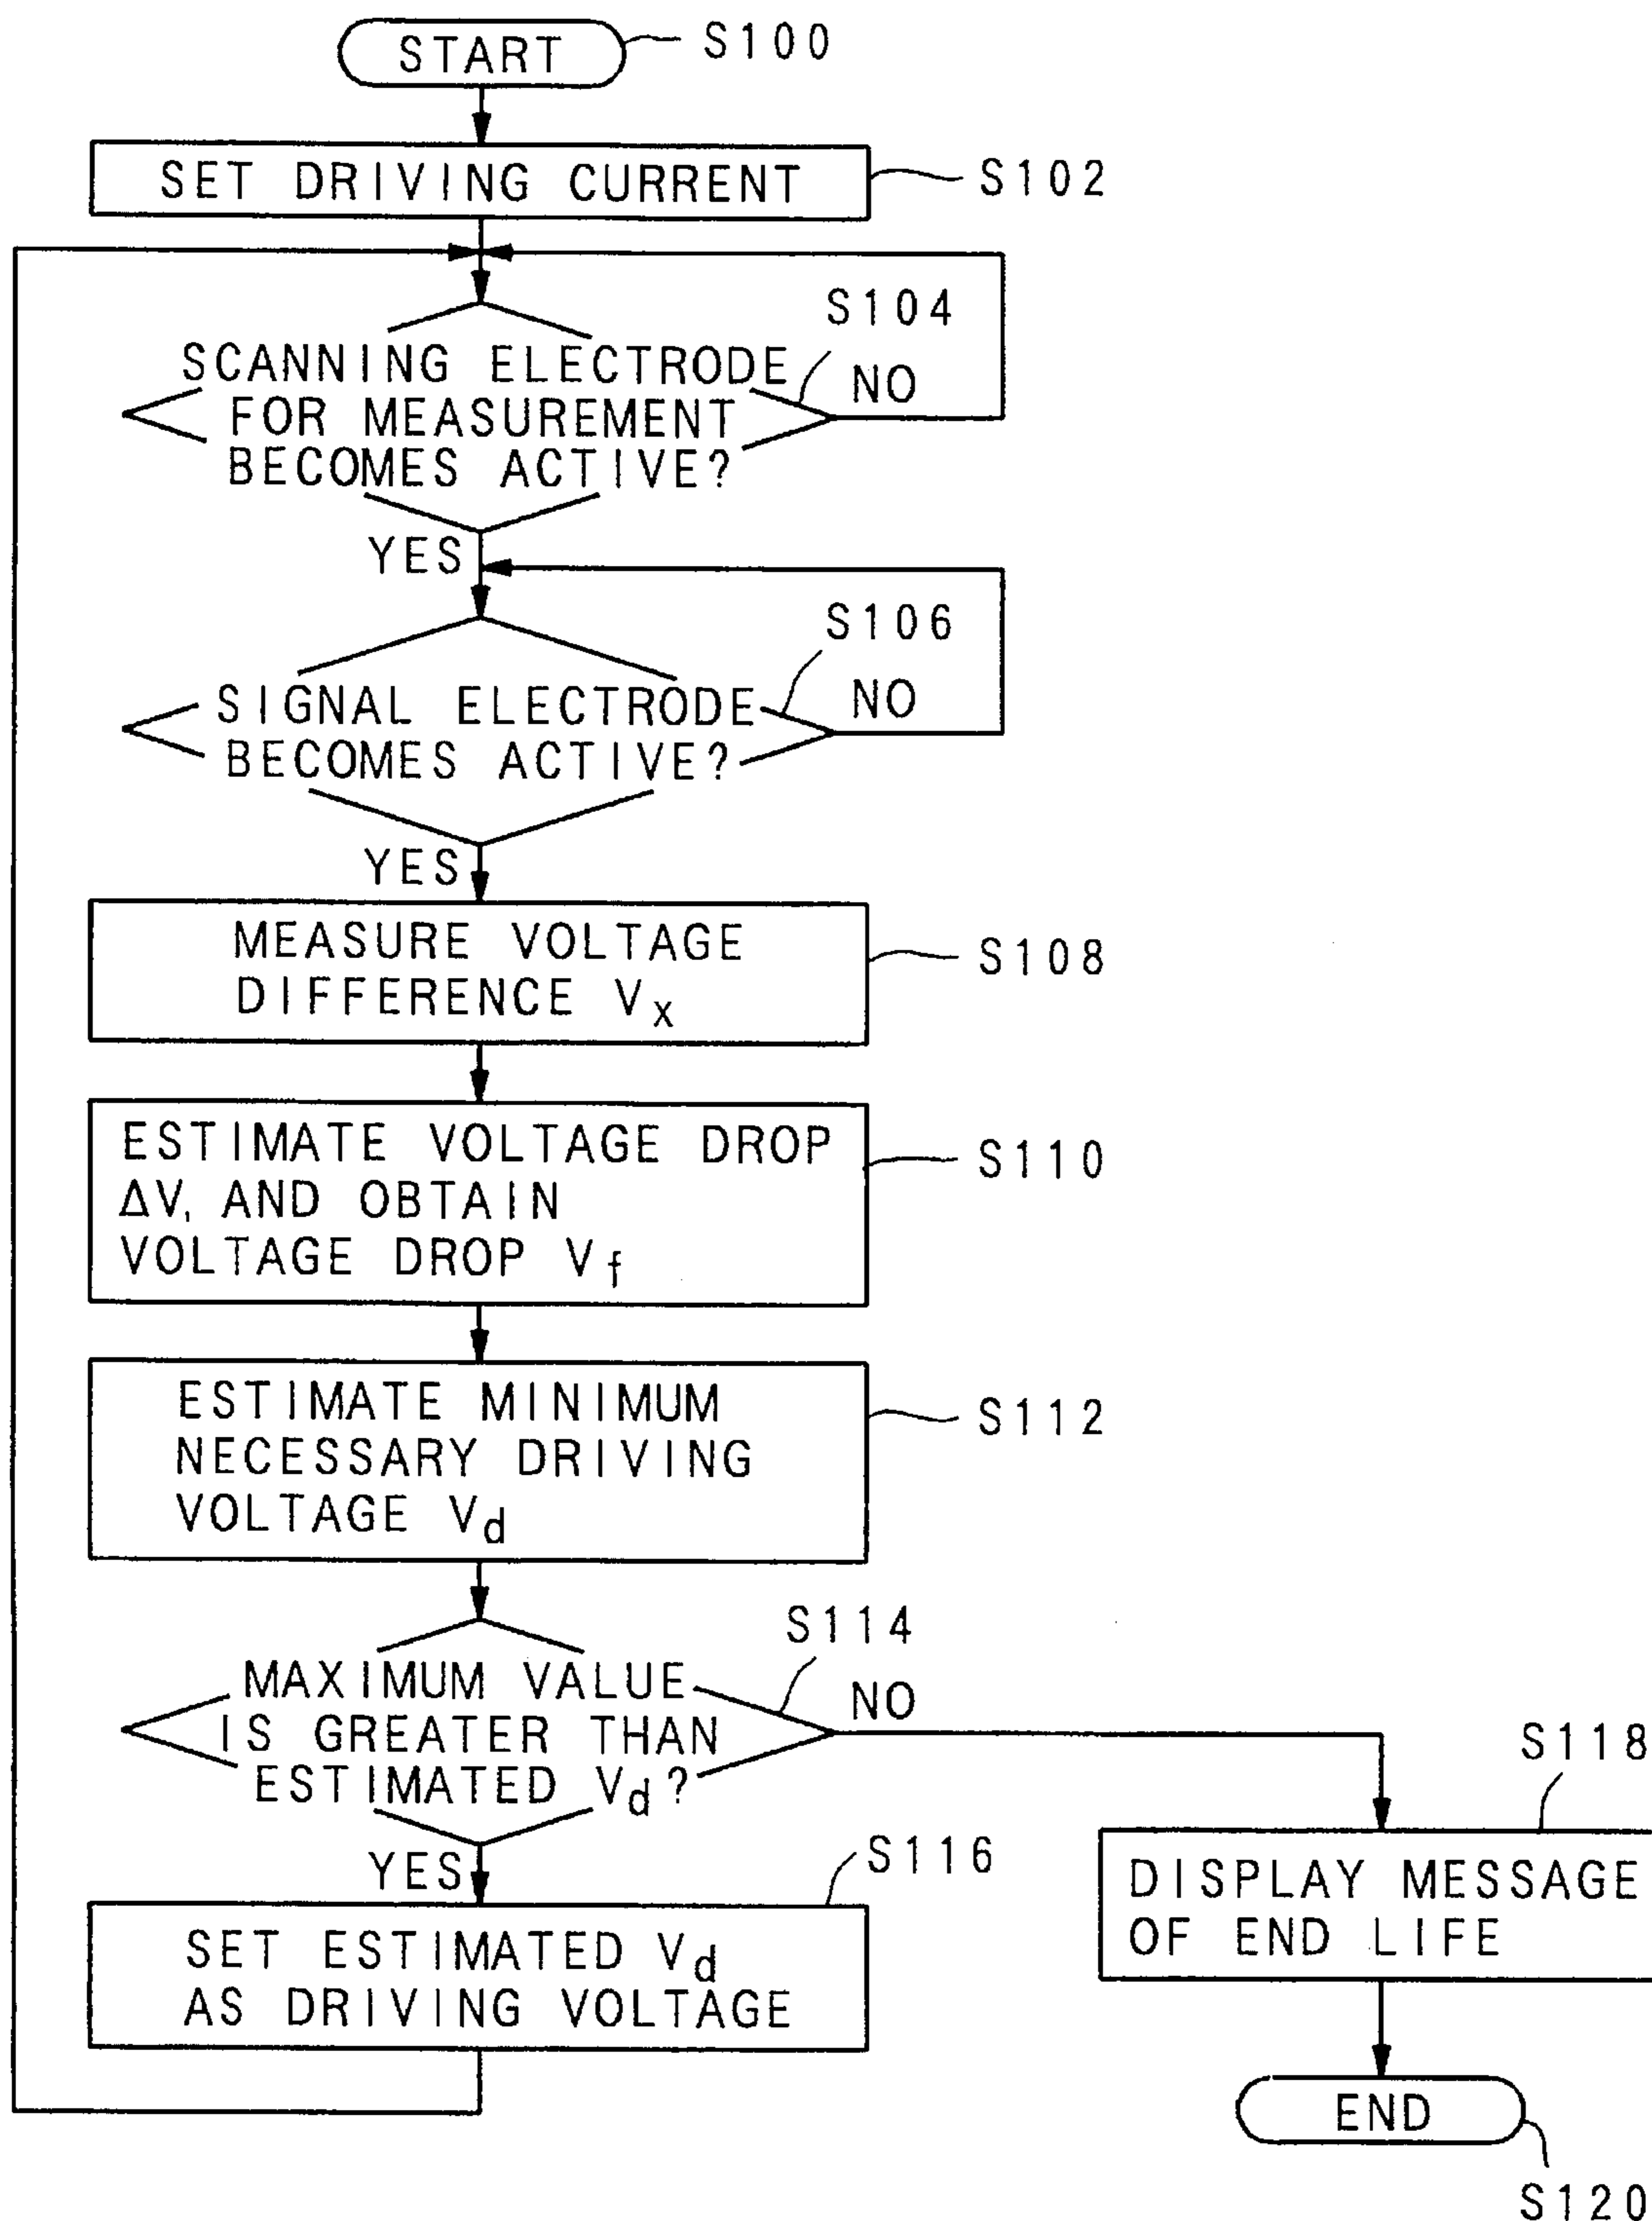 START
S100
SET DRIVING CURRENT
S102
S104
SCANNING ELECTRODE
FOR MEASUREMENT
BECOMES ACTIVE?
NO
YES
S106
SIGNAL ELECTRODE
BECOMES ACTIVE?
NO
YES
MEASURE VOLTAGE
DIFFERENCE Vx
S108
ESTIMATE VOLTAGE DROP
ΔV, AND OBTAIN
VOLTAGE DROP Vf
S110
ESTIMATE MINIMUM
NECESSARY DRIVING
VOLTAGE Vd
S112
S114
MAXIMUM VALUE
IS GREATER THAN
ESTIMATED Vd?
NO
YES
S116
SET ESTIMATED Vd
AS DRIVING VOLTAGE
S118
DISPLAY MESSAGE
OF END LIFE
END
S120